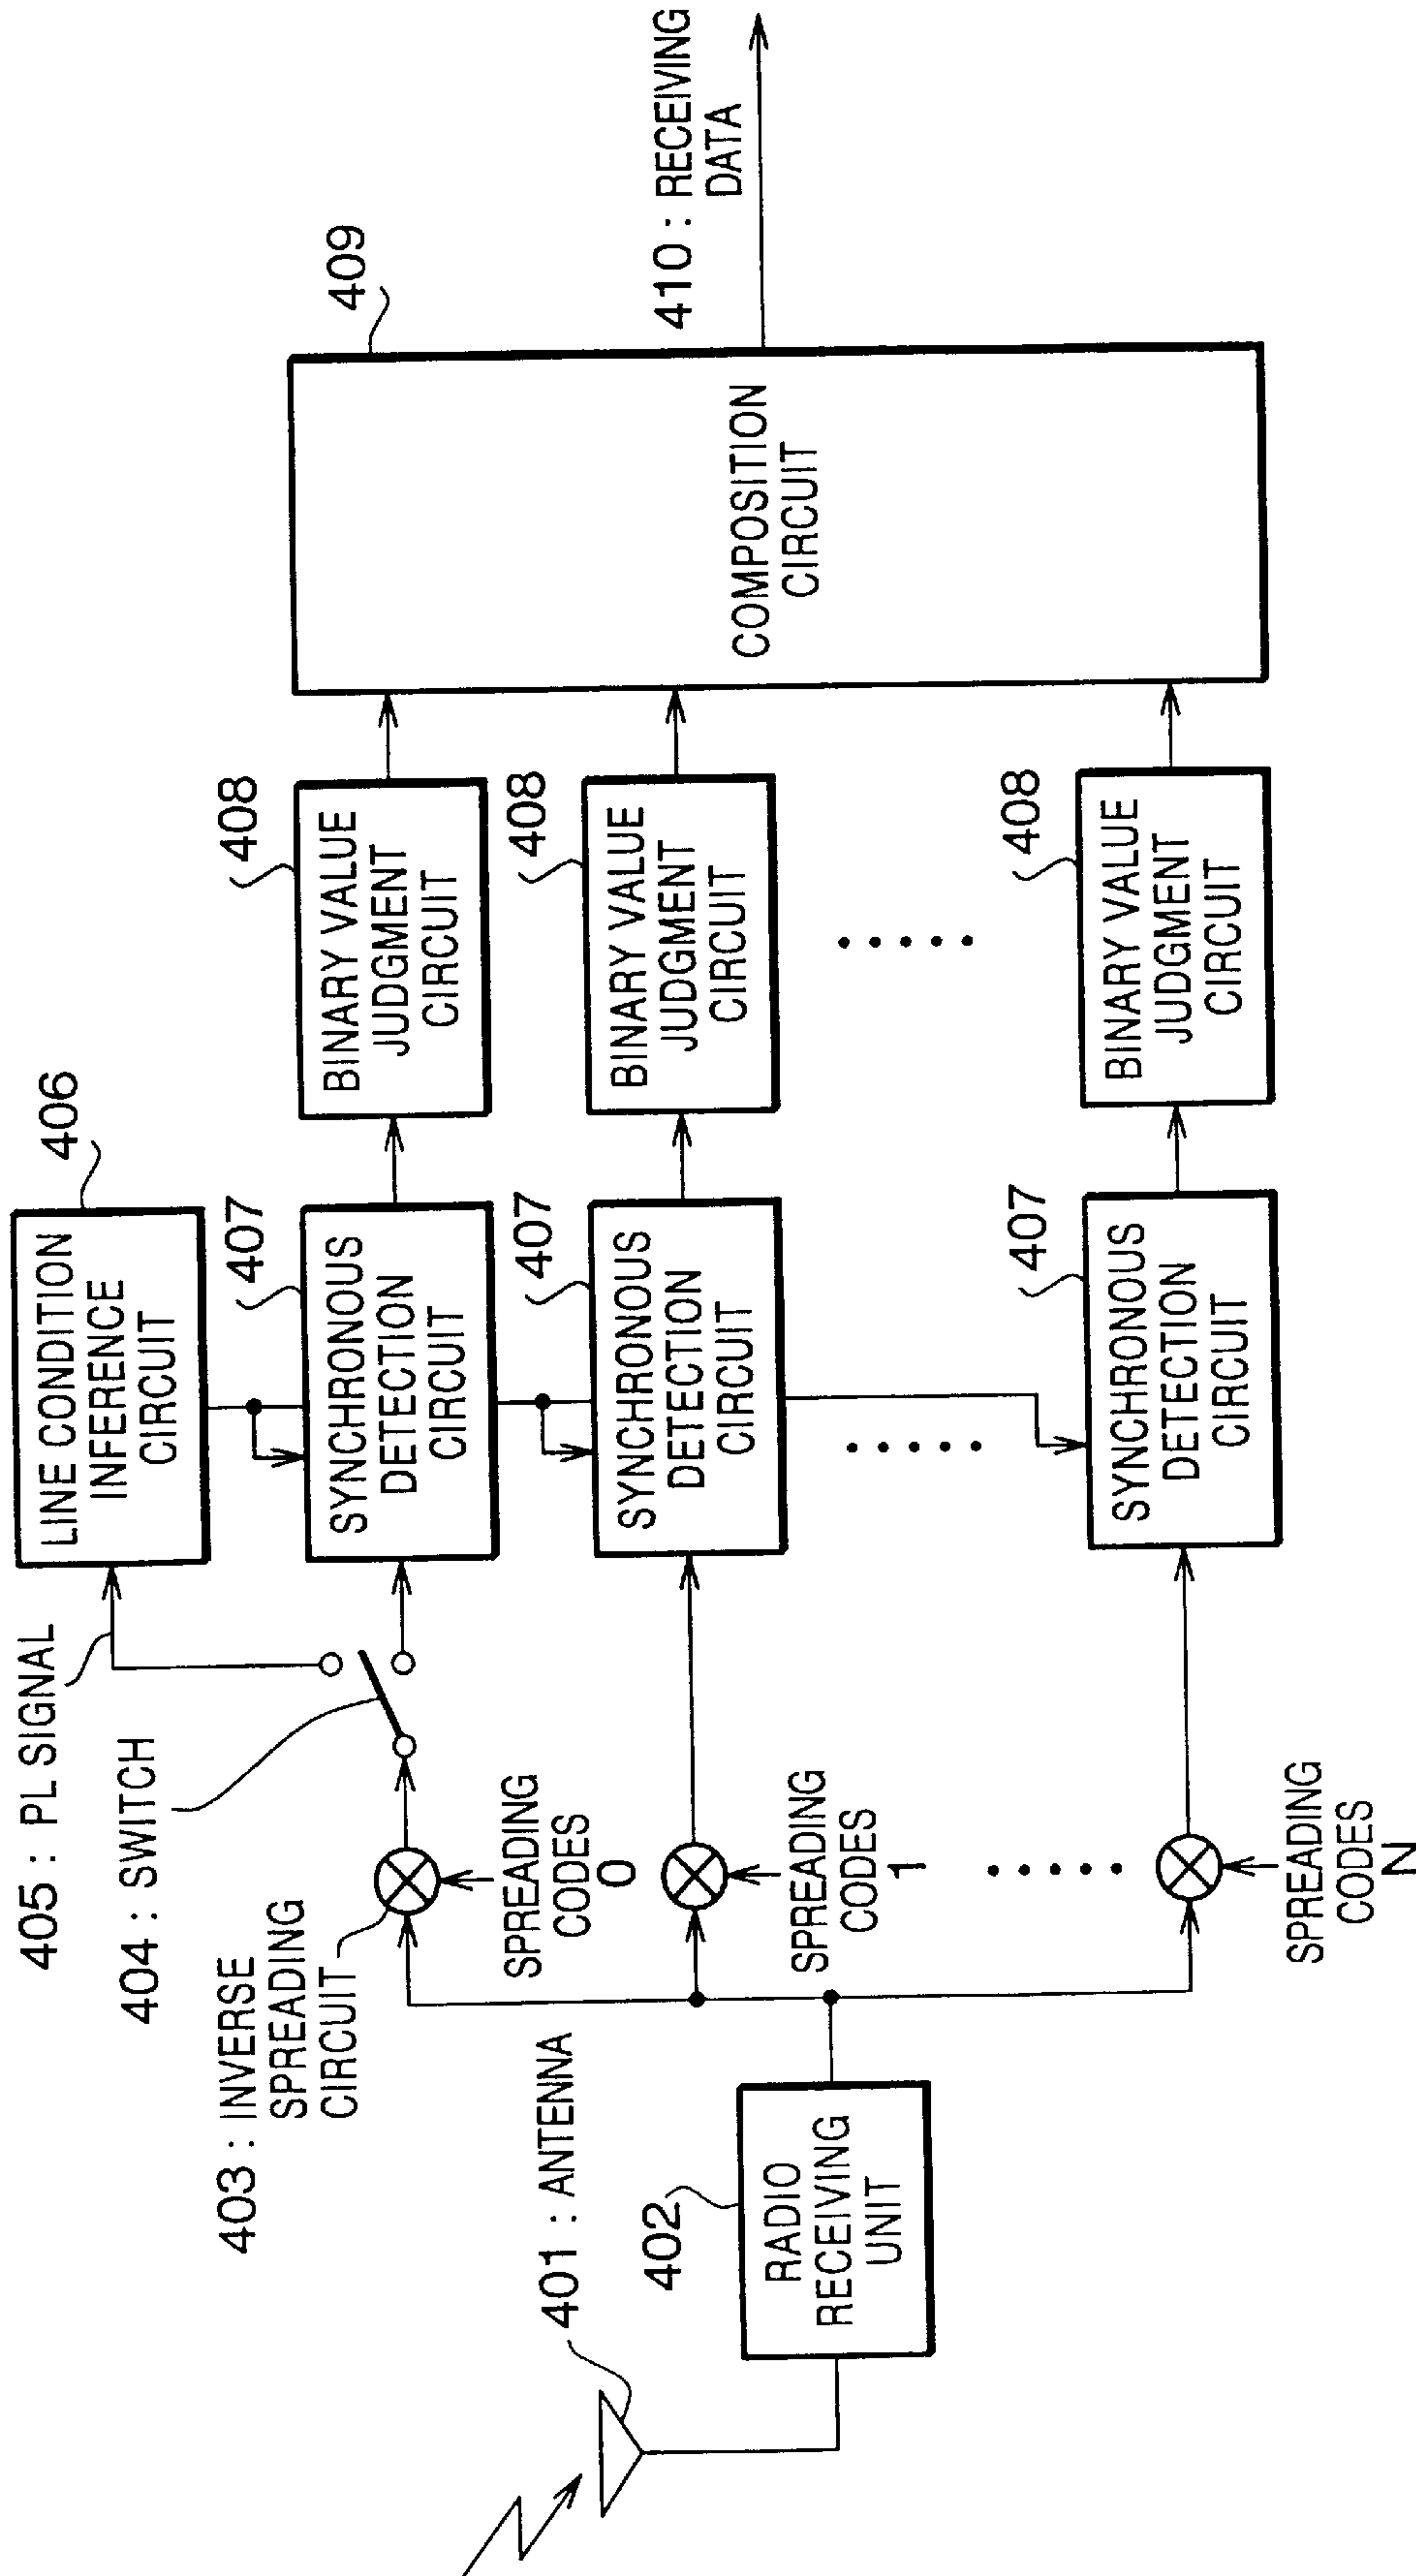 401 : ANTENNA
402
RADIO
RECEIVING
UNIT
403 : INVERSE
SPREADING
CIRCUIT
404 : SWITCH
405 : PL SIGNAL
SPREADING
CODES
0
SPREADING
CODES
1
SPREADING
CODES
N
406
LINE CONDITION
INFERENCE
CIRCUIT
407
SYNCHRONOUS
DETECTION
CIRCUIT
407
SYNCHRONOUS
DETECTION
CIRCUIT
407
SYNCHRONOUS
DETECTION
CIRCUIT
408
BINARY VALUE
JUDGMENT
CIRCUIT
408
BINARY VALUE
JUDGMENT
CIRCUIT
408
BINARY VALUE
JUDGMENT
CIRCUIT
409
COMPOSITION
CIRCUIT
410 : RECEIVING
DATA